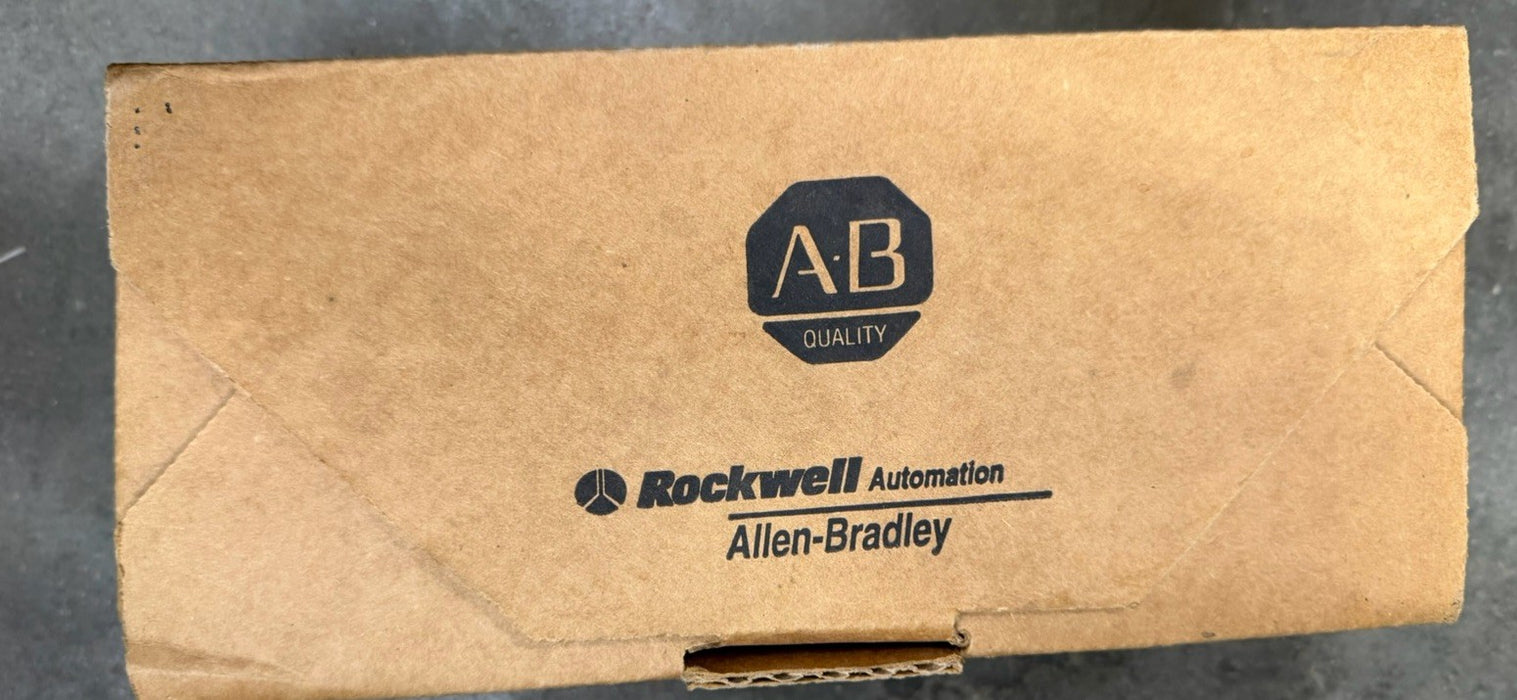 A·B
QUALITY
Rockwell Automation
Allen-Bradley